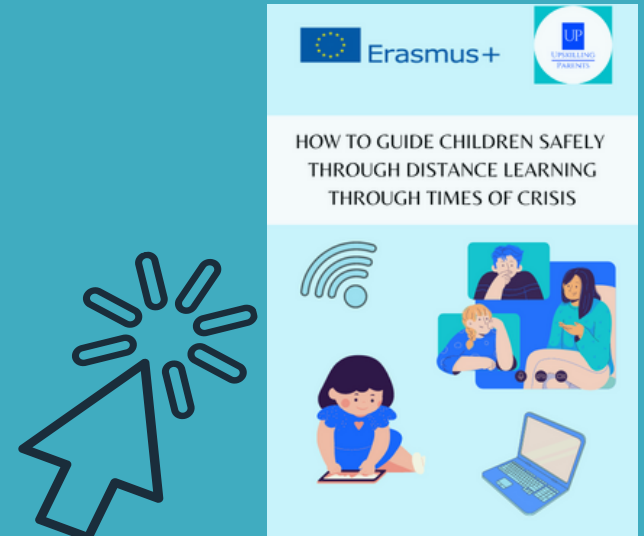 Erasmus+
UP
UPSKILLING
PARENTS
HOW TO GUIDE CHILDREN SAFELY
THROUGH DISTANCE LEARNING
THROUGH TIMES OF CRISIS